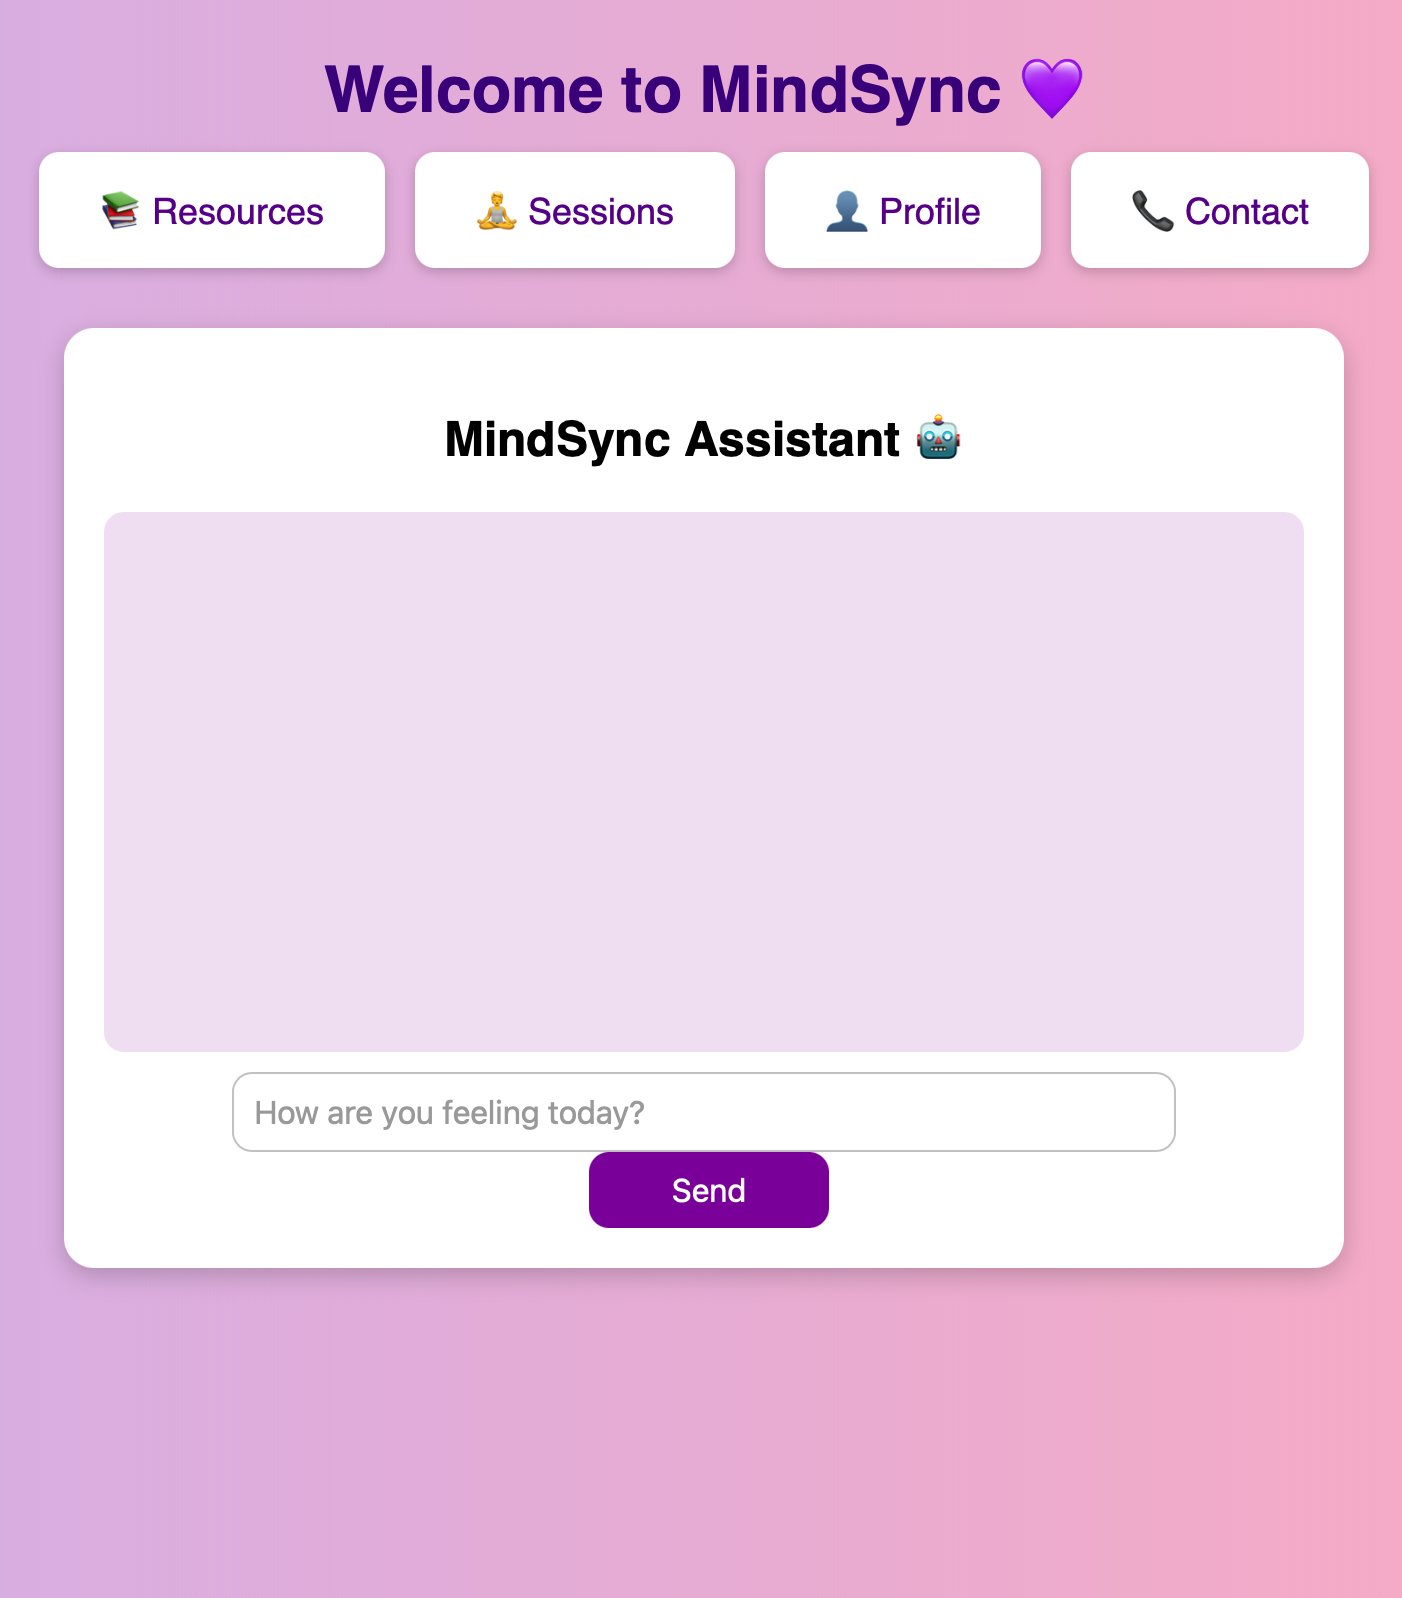 Welcome to MindSync 💜
📚 Resources
🧘 Sessions
👤 Profile
📞 Contact
MindSync Assistant 🤖
How are you feeling today?
Send